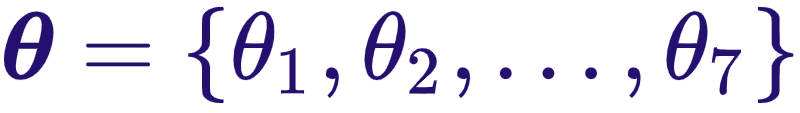 𝜽 = {θ₁, θ₂, . . . , θ₇}